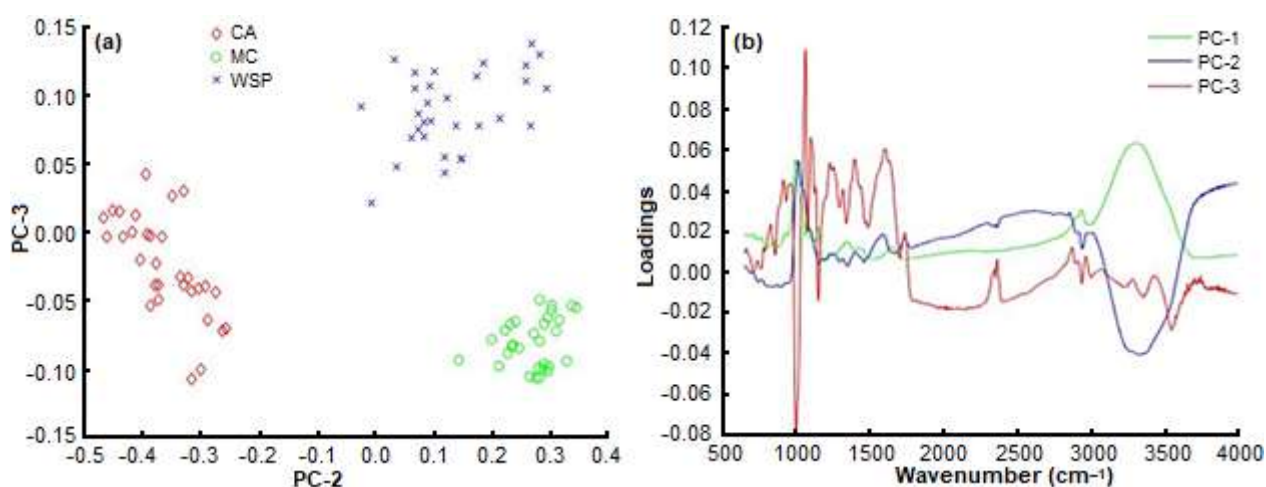 (a)
CA
MC
WSP
0.15
0.10
0.05
0.00
-0.05
-0.10
-0.15
PC-3
-0.5 -0.4 -0.3 -0.2 -0.1 0.0 0.1 0.2 0.3 0.4
PC-2
(b)
PC-1
PC-2
PC-3
0.12
0.10
0.08
0.06
0.04
0.02
0.00
-0.02
-0.04
-0.06
-0.08
Loadings
500 1000 1500 2000 2500 3000 3500 4000
Wavenumber (cm⁻¹)